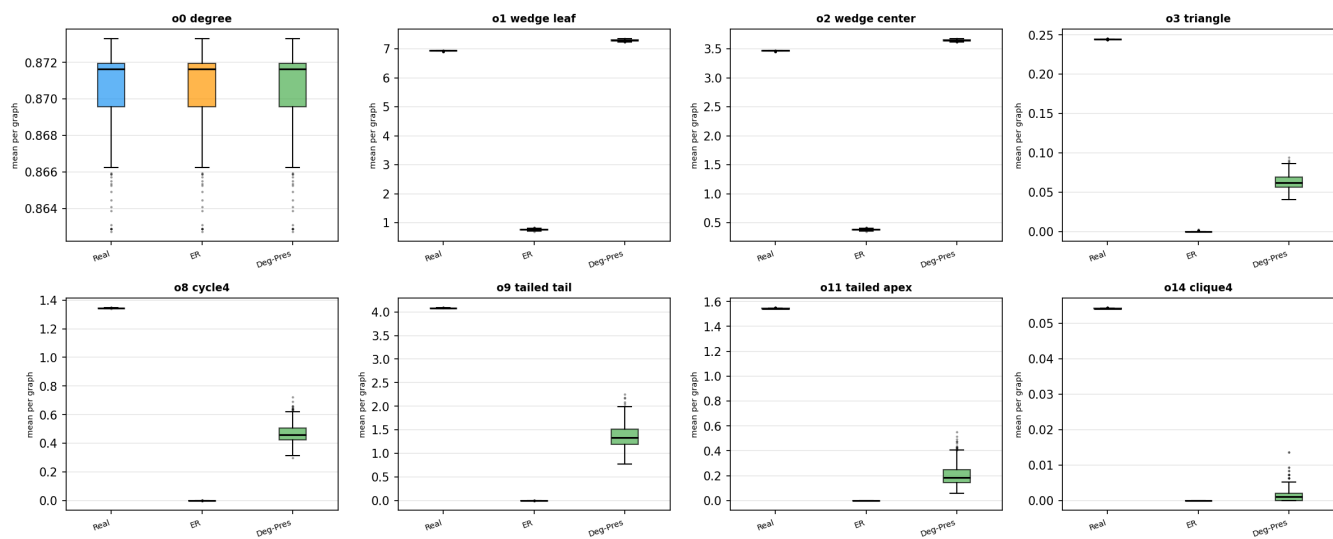 o0 degree
mean per graph
0.872
0.870
0.868
0.866
0.864
Real
ER
Deg-Pres
o1 wedge leaf
mean per graph
7
6
5
4
3
2
1
Real
ER
Deg-Pres
o2 wedge center
mean per graph
3.5
3.0
2.5
2.0
1.5
1.0
0.5
Real
ER
Deg-Pres
o3 triangle
mean per graph
0.25
0.20
0.15
0.10
0.05
0.00
Real
ER
Deg-Pres
o8 cycle4
mean per graph
1.4
1.2
1.0
0.8
0.6
0.4
0.2
0.0
Real
ER
Deg-Pres
o9 tailed tail
mean per graph
4.0
3.5
3.0
2.5
2.0
1.5
1.0
0.5
0.0
Real
ER
Deg-Pres
o11 tailed apex
mean per graph
1.6
1.4
1.2
1.0
0.8
0.6
0.4
0.2
0.0
Real
ER
Deg-Pres
o14 clique4
mean per graph
0.05
0.04
0.03
0.02
0.01
0.00
Real
ER
Deg-Pres